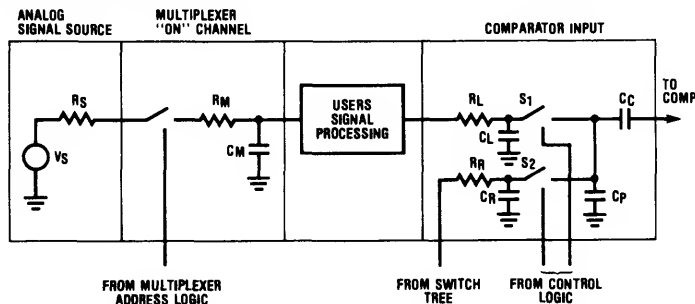 ANALOG
SIGNAL SOURCE
MULTIPLEXER
"ON" CHANNEL
COMPARATOR INPUT
TO
COMP
RS
RM
CM
VS
USERS
SIGNAL
PROCESSING
RL
S1
CC
CL
RR
S2
CR
CP
FROM MULTIPLEXER
ADDRESS LOGIC
FROM SWITCH
TREE
FROM CONTROL
LOGIC